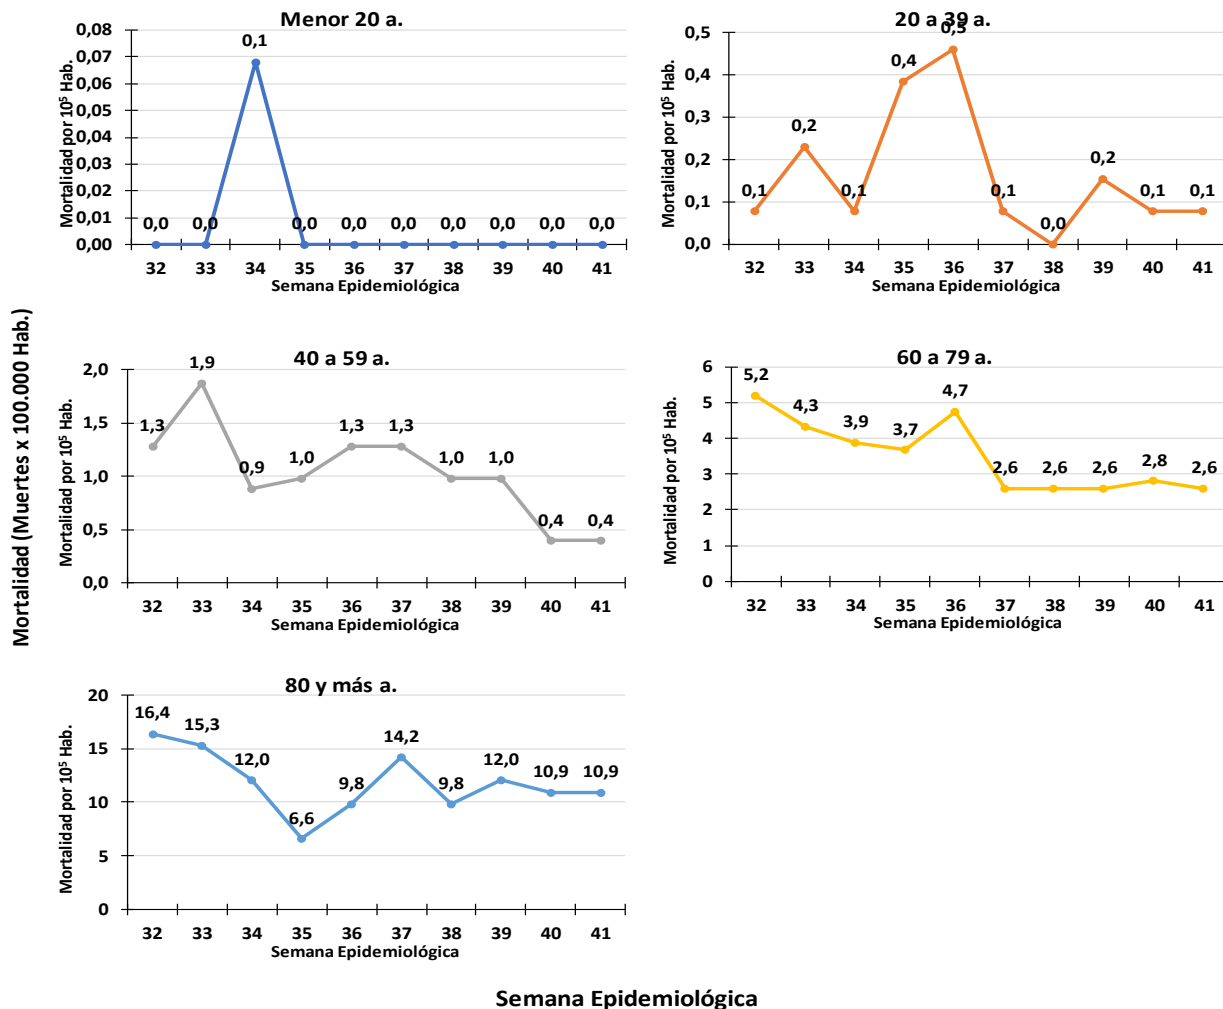 Mortalidad (Muertes x 100.000 Hab.)
Menor 20 a.
Mortalidad por 10⁵ Hab.
0,08
0,07
0,06
0,05
0,04
0,03
0,02
0,01
0,00
0,0 0,0 0,1 0,0 0,0 0,0 0,0 0,0 0,0 0,0
32 33 34 35 36 37 38 39 40 41
Semana Epidemiológica
20 a 39 a.
Mortalidad por 10⁵ Hab.
0,5
0,4
0,3
0,2
0,1
0,0
0,1 0,2 0,1 0,4 0,5 0,1 0,0 0,2 0,1 0,1
32 33 34 35 36 37 38 39 40 41
Semana Epidemiológica
40 a 59 a.
Mortalidad por 10⁵ Hab.
2,0
1,5
1,0
0,5
0,0
1,3 1,9 0,9 1,0 1,3 1,3 1,0 1,0 0,4 0,4
32 33 34 35 36 37 38 39 40 41
Semana Epidemiológica
60 a 79 a.
Mortalidad por 10⁵ Hab.
6
5
4
3
2
1
0
5,2 4,3 3,9 3,7 4,7 2,6 2,6 2,6 2,8 2,6
32 33 34 35 36 37 38 39 40 41
Semana Epidemiológica
80 y más a.
Mortalidad por 10⁵ Hab.
20
15
10
5
0
16,4 15,3 12,0 6,6 9,8 14,2 9,8 12,0 10,9 10,9
32 33 34 35 36 37 38 39 40 41
Semana Epidemiológica
Semana Epidemiológica